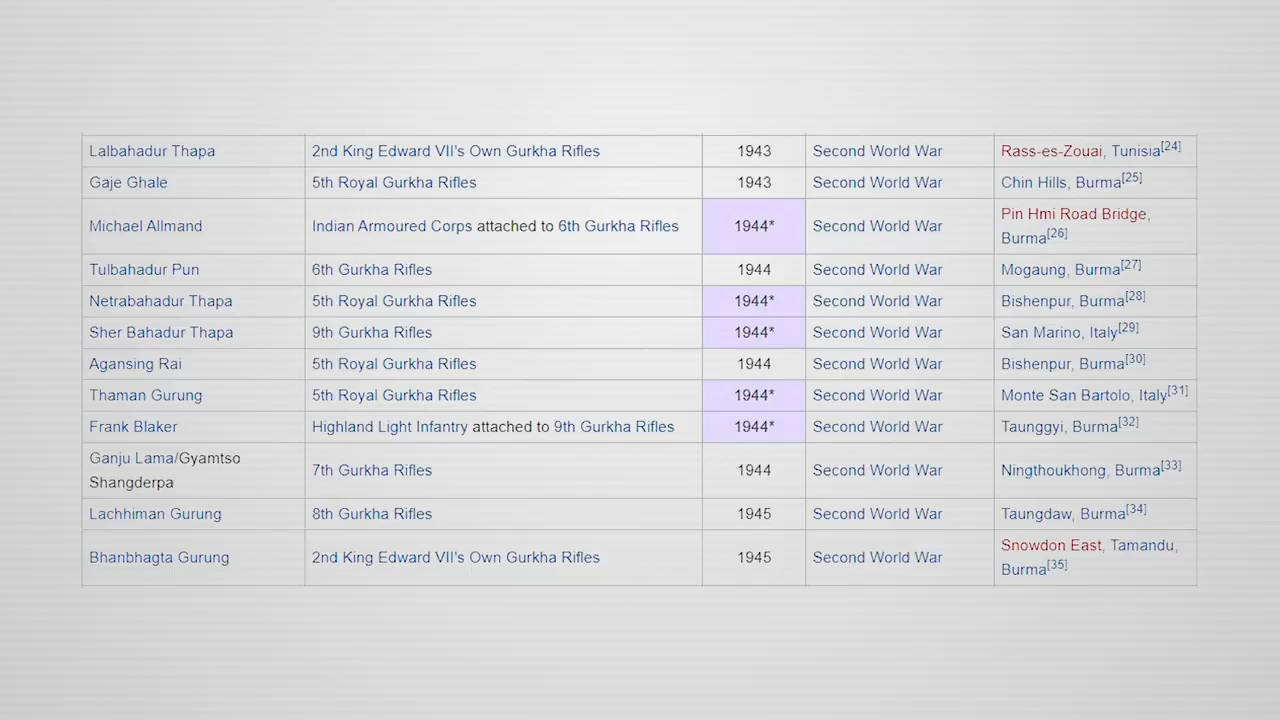 Lalbahadur Thapa 2nd King Edward VII's Own Gurkha Rifles 1943 Second World War Rass-es-Zouai, Tunisia[24]
Gaje Ghale 5th Royal Gurkha Rifles 1943 Second World War Chin Hills, Burma[25]
Michael Allmand Indian Armoured Corps attached to 6th Gurkha Rifles 1944* Second World War Pin Hmi Road Bridge,
Burma[26]
Tulbahadur Pun 6th Gurkha Rifles 1944 Second World War Mogaung, Burma[27]
Netrabahadur Thapa 5th Royal Gurkha Rifles 1944* Second World War Bishenpur, Burma[28]
Sher Bahadur Thapa 9th Gurkha Rifles 1944* Second World War San Marino, Italy[29]
Agansing Rai 5th Royal Gurkha Rifles 1944 Second World War Bishenpur, Burma[30]
Thaman Gurung 5th Royal Gurkha Rifles 1944* Second World War Monte San Bartolo, Italy[31]
Frank Blaker Highland Light Infantry attached to 9th Gurkha Rifles 1944* Second World War Taunggyi, Burma[32]
Ganju Lama/Gyamtso
Shangderpa 7th Gurkha Rifles 1944 Second World War Ningthoukhong, Burma[33]
Lachhiman Gurung 8th Gurkha Rifles 1945 Second World War Taungdaw, Burma[34]
Bhanbhagta Gurung 2nd King Edward VII's Own Gurkha Rifles 1945 Second World War Snowdon East, Tamandu,
Burma[35]